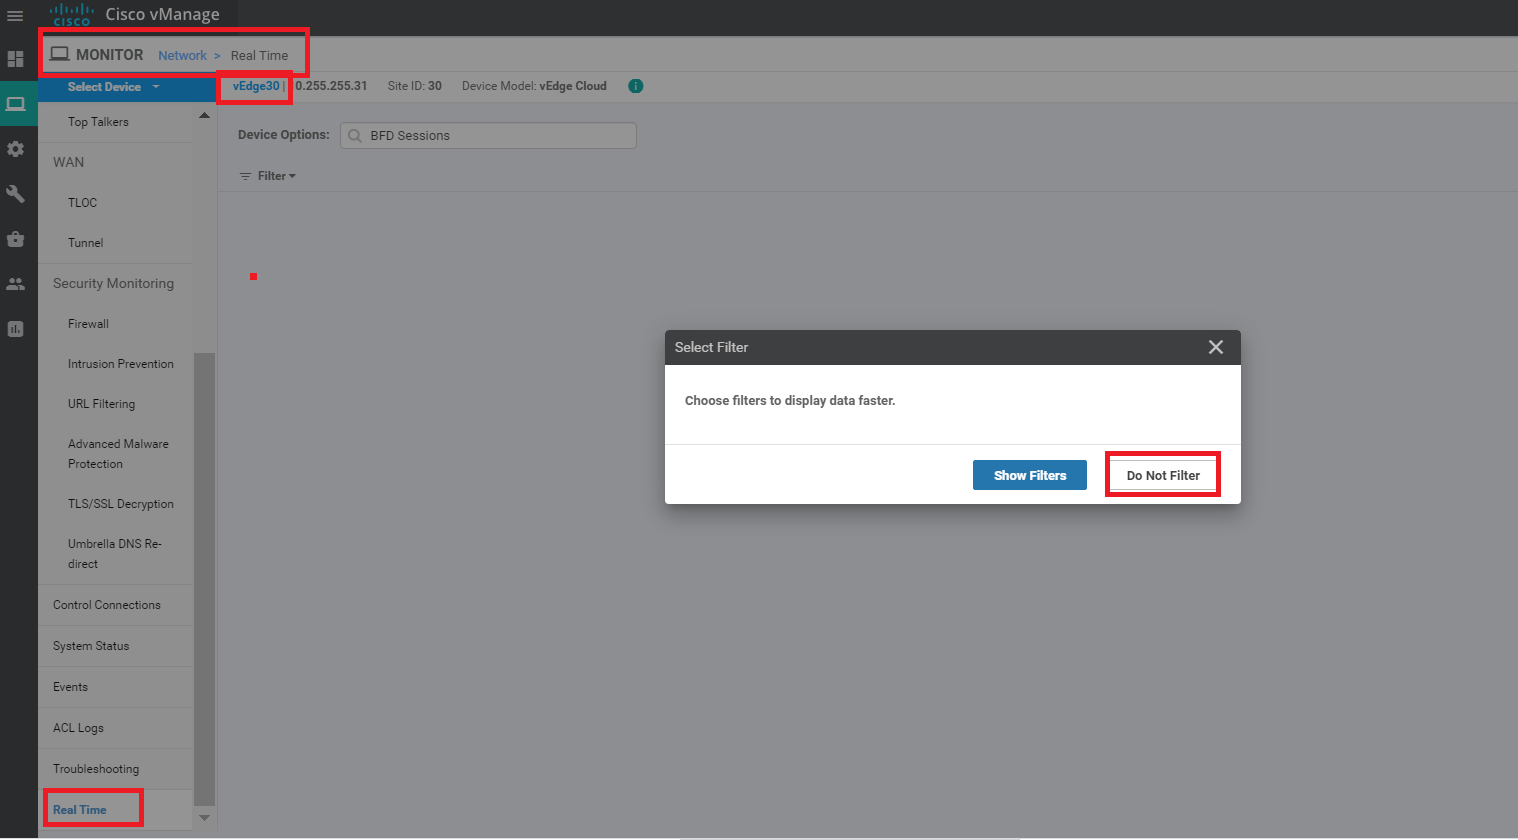 CISCO
Cisco vManage
MONITOR Network > Real Time
Select Device
vEdge30 | 0.255.255.31 Site ID: 30 Device Model: vEdge Cloud i
Top Talkers
WAN
TLOC
Tunnel
Security Monitoring
Firewall
Intrusion Prevention
URL Filtering
Advanced Malware
Protection
TLS/SSL Decryption
Umbrella DNS Re-
direct
Control Connections
System Status
Events
ACL Logs
Troubleshooting
Real Time
Device Options: BFD Sessions
Filter
Select Filter
Choose filters to display data faster.
Show Filters Do Not Filter